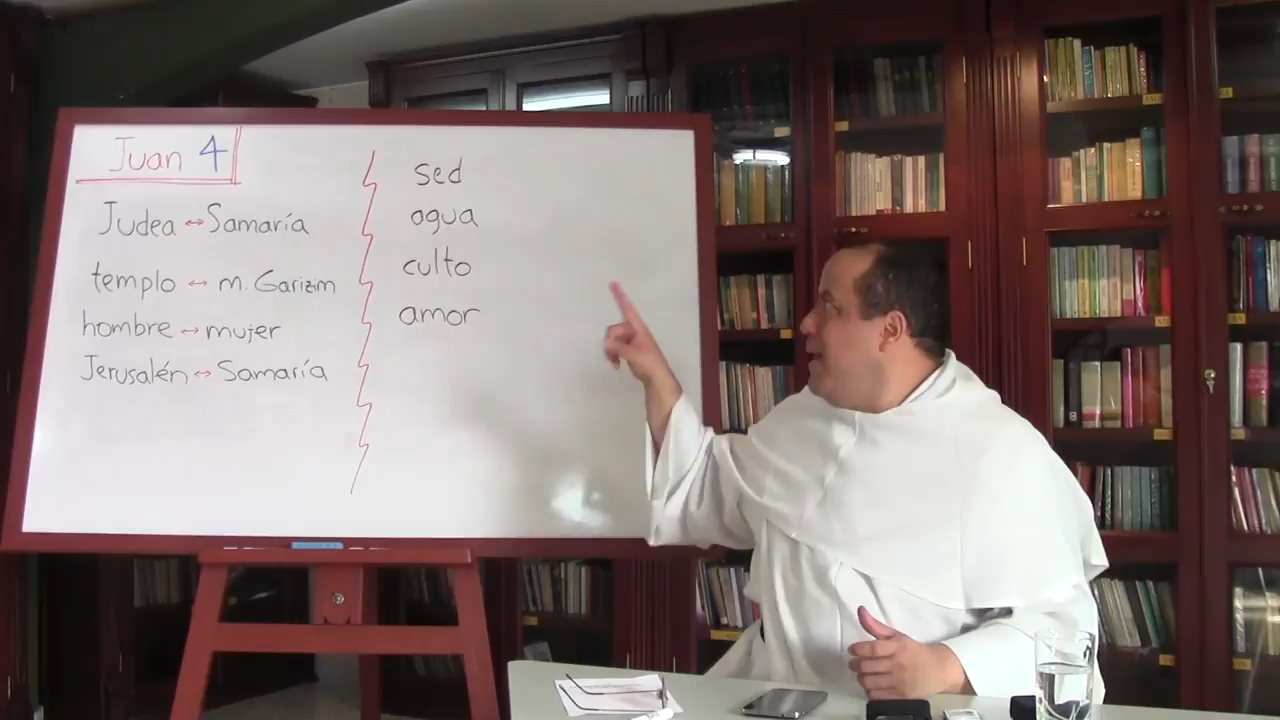 Juan 4
Judea ↔ Samaría
templo ↔ m. Garizim
hombre ↔ mujer
Jerusalén ↔ Samaría
sed
agua
culto
amor